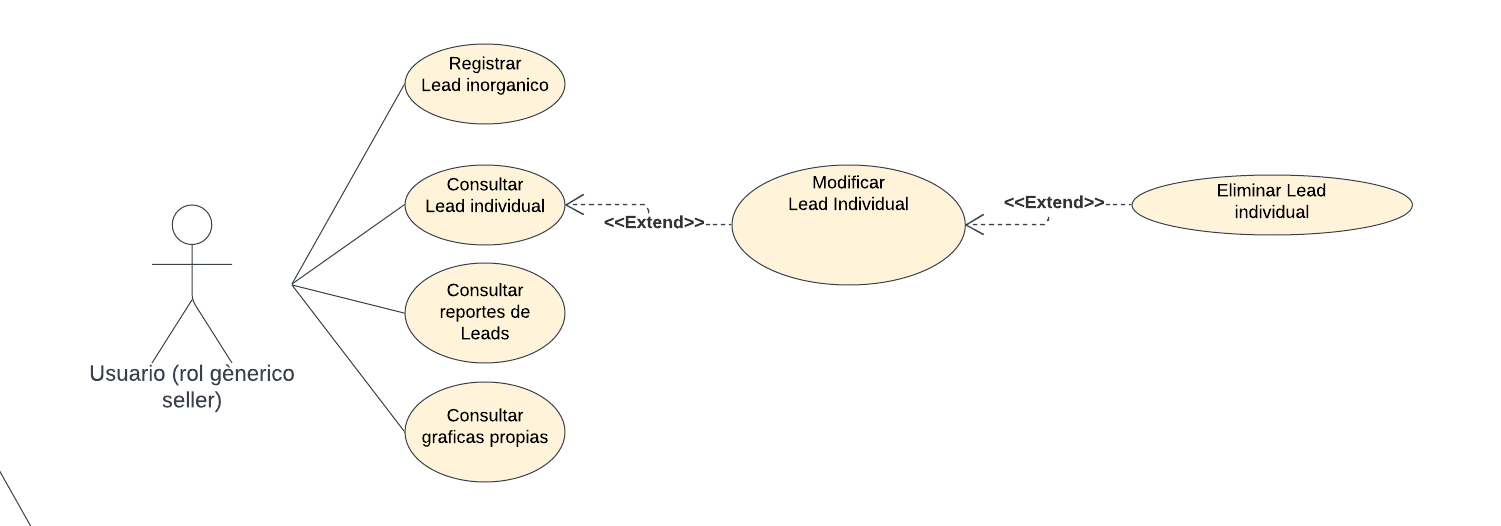 Registrar
Lead inorganico
Consultar
Lead individual
<<Extend>>
Modificar
Lead Individual
<<Extend>>
Eliminar Lead
individual
Consultar
reportes de
Leads
Usuario (rol gènerico
seller)
Consultar
graficas propias